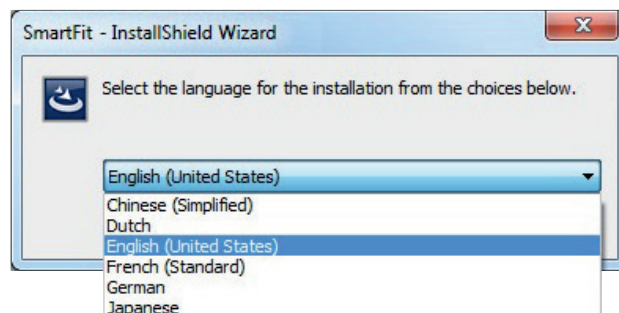 SmartFit - InstallShield Wizard
Select the language for the installation from the choices below.
English (United States)
Chinese (Simplified)
Dutch
English (United States)
French (Standard)
German
Japanese